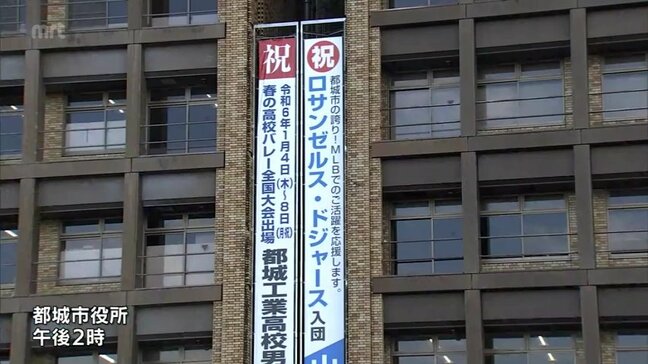 mrt
祝
ロサンゼルス・ドジャース入団
都城市の誇り!MLBでのご活躍を応援します。
祝
令和6年1月4日(木)~8日(月祝)
春の高校バレー全国大会出場
都城工業高校男
都城市役所
午後2時